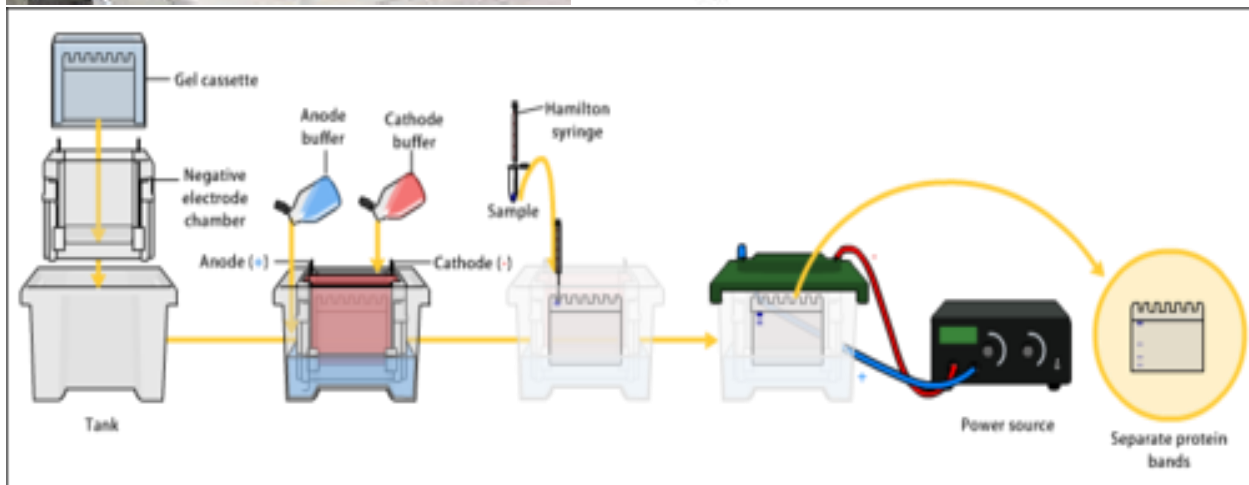 Gel cassette
Negative
electrode
chamber
Tank
Anode
buffer
Cathode
buffer
Anode (+)
Cathode (-)
Hamilton
syringe
Sample
-
+
Power source
Separate protein
bands